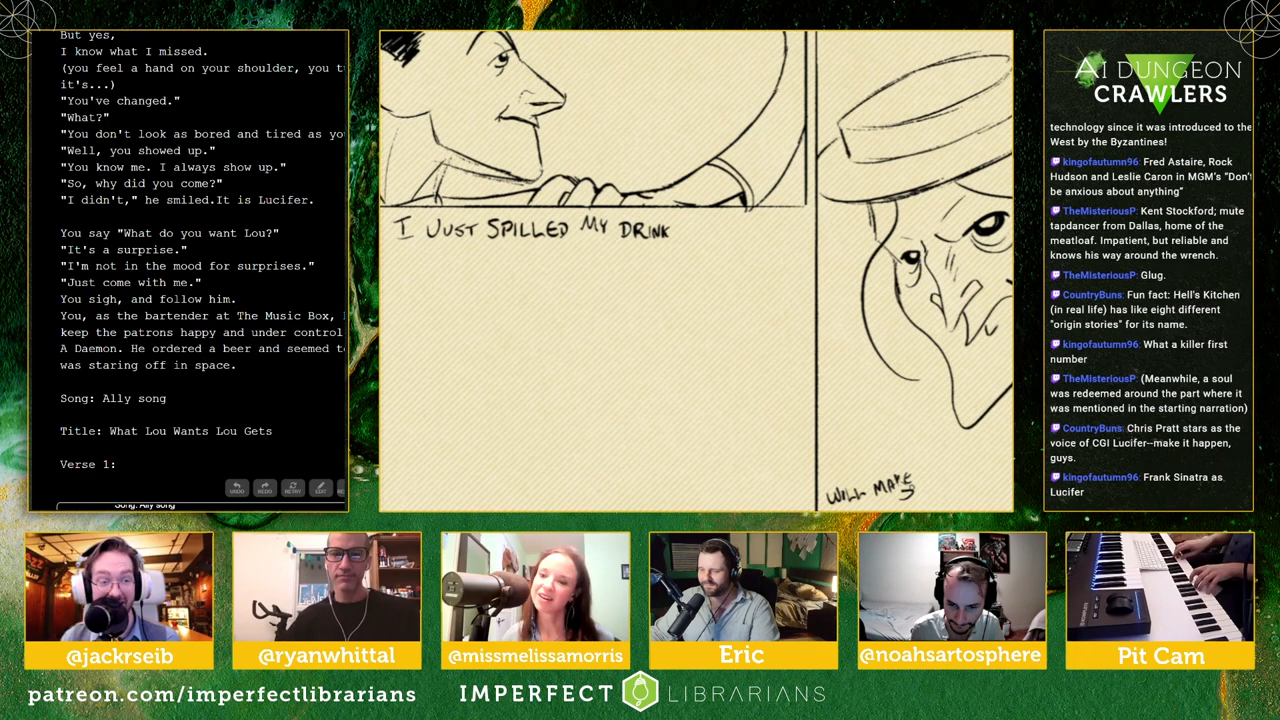 But yes,
I know what I missed.
(you feel a hand on your shoulder, you
it's...)
"You've changed."
"What?"
"You don't look as bored and tired as
"Well, you showed up."
"You know me. I always show up."
"So, why did you come?"
"I didn't," he smiled.It is Lucifer.
You say "What do you want Lou?"
"It's a surprise."
"I'm not in the mood for surprises."
"Just come with me."
You sigh, and follow him.
You, as the bartender at The Music Box,
keep the patrons happy and under control
A Daemon. He ordered a beer and seemed
was staring off in space.
Song: Ally song
Title: What Lou Wants Lou Gets
Verse 1:
UNDO REDO RETRY EDIT
Song: Ally song
I JUST SPILLED MY DRINK
WILL MAKE
AI DUNGEON
CRAWLERS
technology since it was introduced to the
West by the Byzantines!
kingofautumn96: Fred Astaire, Rock
Hudson and Leslie Caron in MGM's "Don't
be anxious about anything"
TheMisteriousP: Kent Stockford; mute
tapdancer from Dallas, home of the
meatloaf. Impatient, but reliable and
knows his way around the wrench.
TheMisteriousP: Glug.
CountryBuns: Fun fact: Hell's Kitchen
(in real life) has like eight different
"origin stories" for its name.
kingofautumn96: What a killer first
number
TheMisteriousP: (Meanwhile, a soul
was redeemed around the part where it
was mentioned in the starting narration)
CountryBuns: Chris Pratt stars as the
voice of CGI Lucifer--make it happen,
guys.
kingofautumn96: Frank Sinatra as
Lucifer
@jackrseib
@ryanwhittal
@missmelissamorris
Eric
@noahsartosphere
Pit Cam
patreon.com/imperfectlibrarians
IMPERFECT LIBRARIANS